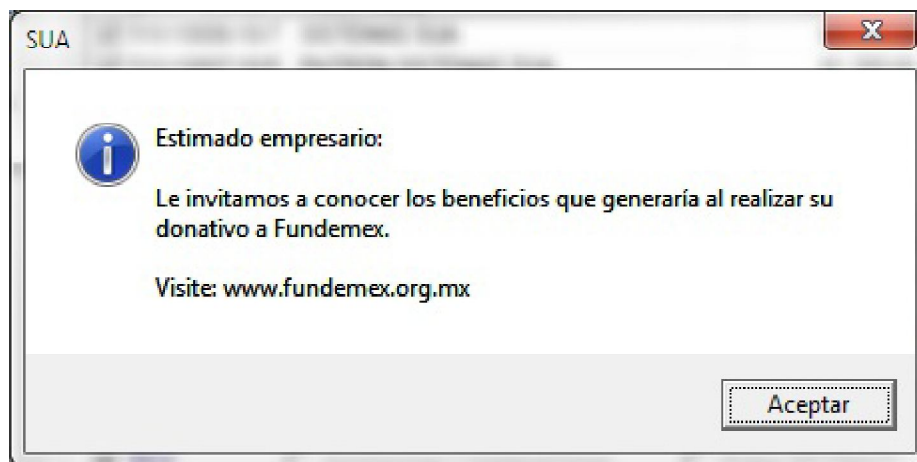 SUA
Estimado empresario:
Le invitamos a conocer los beneficios que generaría al realizar su
donativo a Fundemex.
Visite: www.fundemex.org.mx
Aceptar